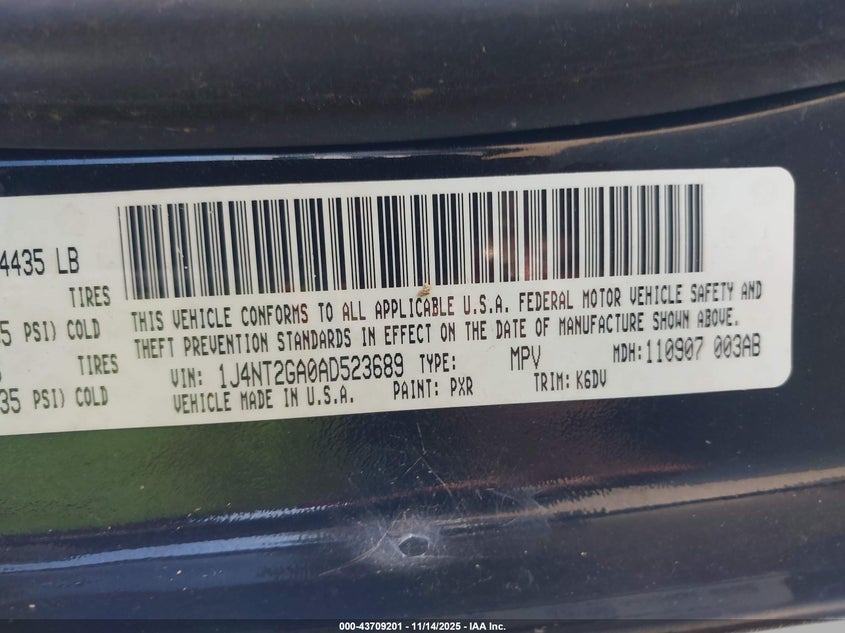 4435 LB
TIRES
5 PSI) COLD
TIRES
35 PSI) COLD
THIS VEHICLE CONFORMS TO ALL APPLICABLE U.S.A. FEDERAL MOTOR VEHICLE SAFETY AND
THEFT PREVENTION STANDARDS IN EFFECT ON THE DATE OF MANUFACTURE SHOWN ABOVE.
VIN: 1J4NT2GA0AD523689 TYPE: MPV MDH: 110907 003AB
VEHICLE MADE IN U.S.A. PAINT: PXR TRIM: K6DV
000-43709201 - 11/14/2025 - IAA Inc.